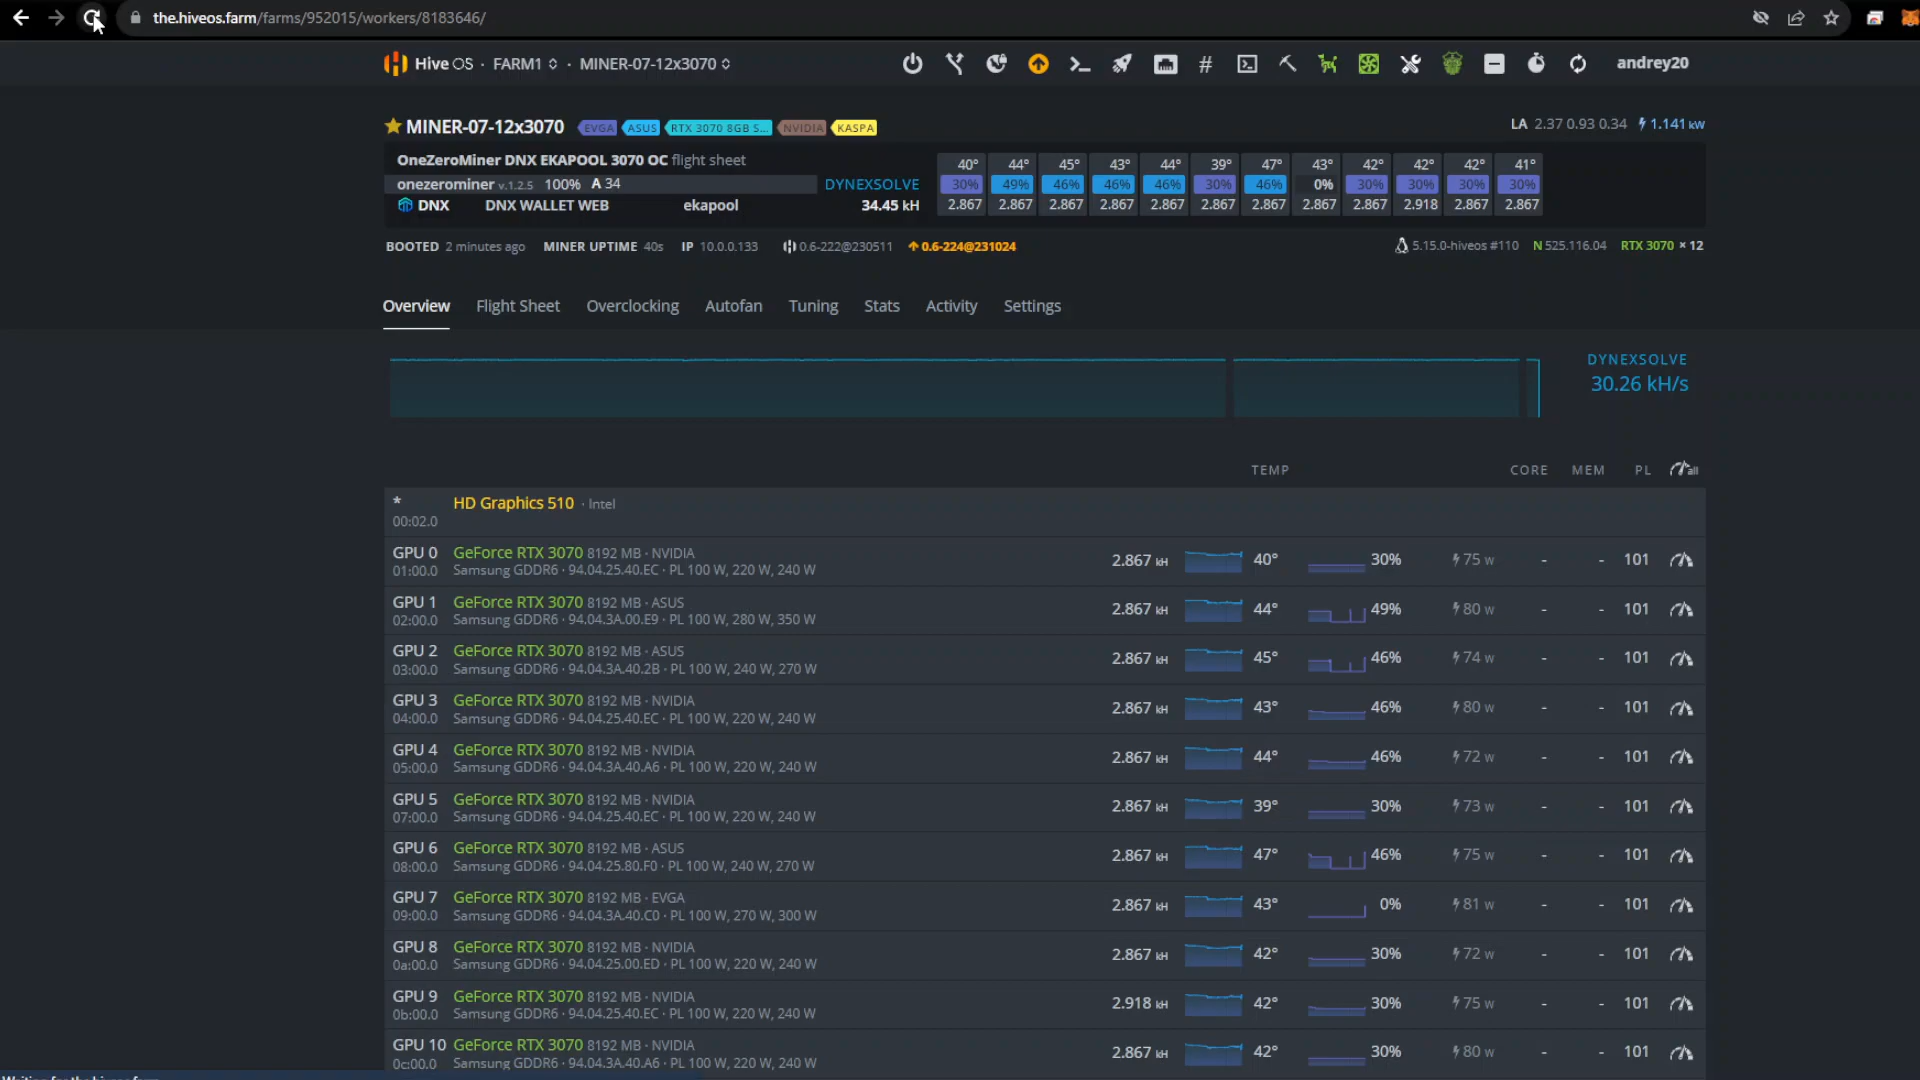 the.hiveos.farm/farms/952015/workers/8183646/
Hive OS · FARM1 · MINER-07-12x3070
andrey20
MINER-07-12x3070 EVGA ASUS RTX 3070 8GB S... NVIDIA KASPA
LA 2.37 0.93 0.34 1.141 kW
OneZeroMiner DNX EKAPOOL 3070 OC flight sheet
40° 44° 45° 43° 44° 39° 47° 43° 42° 42° 42° 41°
onezerominer v.1.2.5 100% A 34 DYNEXSOLVE
30% 49% 46% 46% 46% 30% 46% 0% 30% 30% 30% 30%
DNX DNX WALLET WEB ekapool 34.45 kH
2.867 2.867 2.867 2.867 2.867 2.867 2.867 2.867 2.867 2.918 2.867 2.867
BOOTED 2 minutes ago MINER UPTIME 40s IP 10.0.0.133 0.6-222@230511 0.6-224@231024
5.15.0-hiveos #110 N 525.116.04 RTX 3070 × 12
Overview Flight Sheet Overclocking Autofan Tuning Stats Activity Settings
DYNEXSOLVE
30.26 kH/s
TEMP CORE MEM PL all
* HD Graphics 510 · Intel
00:02.0
GPU 0 GeForce RTX 3070 8192 MB · NVIDIA 2.867 kH 40° 30% 75 w - - 101
01:00.0 Samsung GDDR6 · 94.04.25.40.EC · PL 100 W, 220 W, 240 W
GPU 1 GeForce RTX 3070 8192 MB · ASUS 2.867 kH 44° 49% 80 w - - 101
02:00.0 Samsung GDDR6 · 94.04.3A.00.E9 · PL 100 W, 280 W, 350 W
GPU 2 GeForce RTX 3070 8192 MB · ASUS 2.867 kH 45° 46% 74 w - - 101
03:00.0 Samsung GDDR6 · 94.04.3A.40.2B · PL 100 W, 240 W, 270 W
GPU 3 GeForce RTX 3070 8192 MB · NVIDIA 2.867 kH 43° 46% 80 w - - 101
04:00.0 Samsung GDDR6 · 94.04.25.40.EC · PL 100 W, 220 W, 240 W
GPU 4 GeForce RTX 3070 8192 MB · NVIDIA 2.867 kH 44° 46% 72 w - - 101
05:00.0 Samsung GDDR6 · 94.04.3A.40.A6 · PL 100 W, 220 W, 240 W
GPU 5 GeForce RTX 3070 8192 MB · NVIDIA 2.867 kH 39° 30% 73 w - - 101
07:00.0 Samsung GDDR6 · 94.04.25.40.EC · PL 100 W, 220 W, 240 W
GPU 6 GeForce RTX 3070 8192 MB · ASUS 2.867 kH 47° 46% 75 w - - 101
08:00.0 Samsung GDDR6 · 94.04.25.80.F0 · PL 100 W, 240 W, 270 W
GPU 7 GeForce RTX 3070 8192 MB · EVGA 2.867 kH 43° 0% 81 w - - 101
09:00.0 Samsung GDDR6 · 94.04.3A.40.C0 · PL 100 W, 270 W, 300 W
GPU 8 GeForce RTX 3070 8192 MB · NVIDIA 2.867 kH 42° 30% 72 w - - 101
0a:00.0 Samsung GDDR6 · 94.04.25.00.ED · PL 100 W, 220 W, 240 W
GPU 9 GeForce RTX 3070 8192 MB · NVIDIA 2.918 kH 42° 30% 75 w - - 101
0b:00.0 Samsung GDDR6 · 94.04.25.40.EC · PL 100 W, 220 W, 240 W
GPU 10 GeForce RTX 3070 8192 MB · NVIDIA 2.867 kH 42° 30% 80 w - - 101
0c:00.0 Samsung GDDR6 · 94.04.3A.40.A6 · PL 100 W, 220 W, 240 W